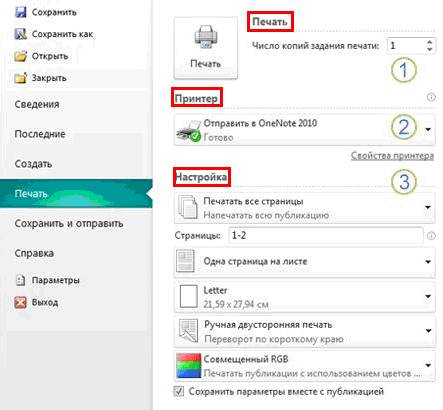 Сохранить
Сохранить как
Открыть
Закрыть
Сведения
Последние
Создать
Печать
Сохранить и отправить
Справка
Параметры
Выход
Печать
Печать
Число копий задания печати: 1
1
Принтер
Отправить в OneNote 2010
Готово
2
Свойства принтера
Настройка
3
Печатать все страницы
Напечатать всю публикацию
Страницы: 1-2
Одна страница на листе
Letter
21,59 x 27,94 см
Ручная двусторонняя печать
Переворот по короткому краю
Совмещенный RGB
Печатать публикации с использованием цветов ...
Сохранить параметры вместе с публикацией